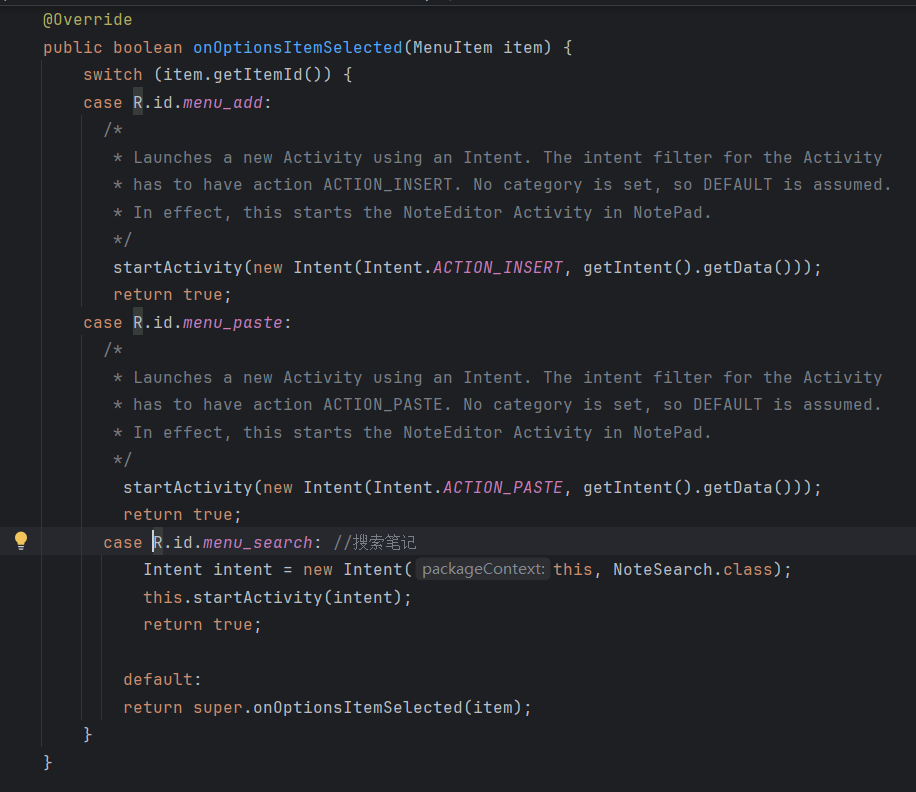 @Override
public boolean onOptionsItemSelected(MenuItem item) {
switch (item.getItemId()) {
case R.id.menu_add:
/*
* Launches a new Activity using an Intent. The intent filter for the Activity
* has to have action ACTION_INSERT. No category is set, so DEFAULT is assumed.
* In effect, this starts the NoteEditor Activity in NotePad.
*/
startActivity(new Intent(Intent.ACTION_INSERT, getIntent().getData()));
return true;
case R.id.menu_paste:
/*
* Launches a new Activity using an Intent. The intent filter for the Activity
* has to have action ACTION_PASTE. No category is set, so DEFAULT is assumed.
* In effect, this starts the NoteEditor Activity in NotePad.
*/
startActivity(new Intent(Intent.ACTION_PASTE, getIntent().getData()));
return true;
case R.id.menu_search: //搜索笔记
Intent intent = new Intent( packageContext: this, NoteSearch.class);
this.startActivity(intent);
return true;
default:
return super.onOptionsItemSelected(item);
}
}